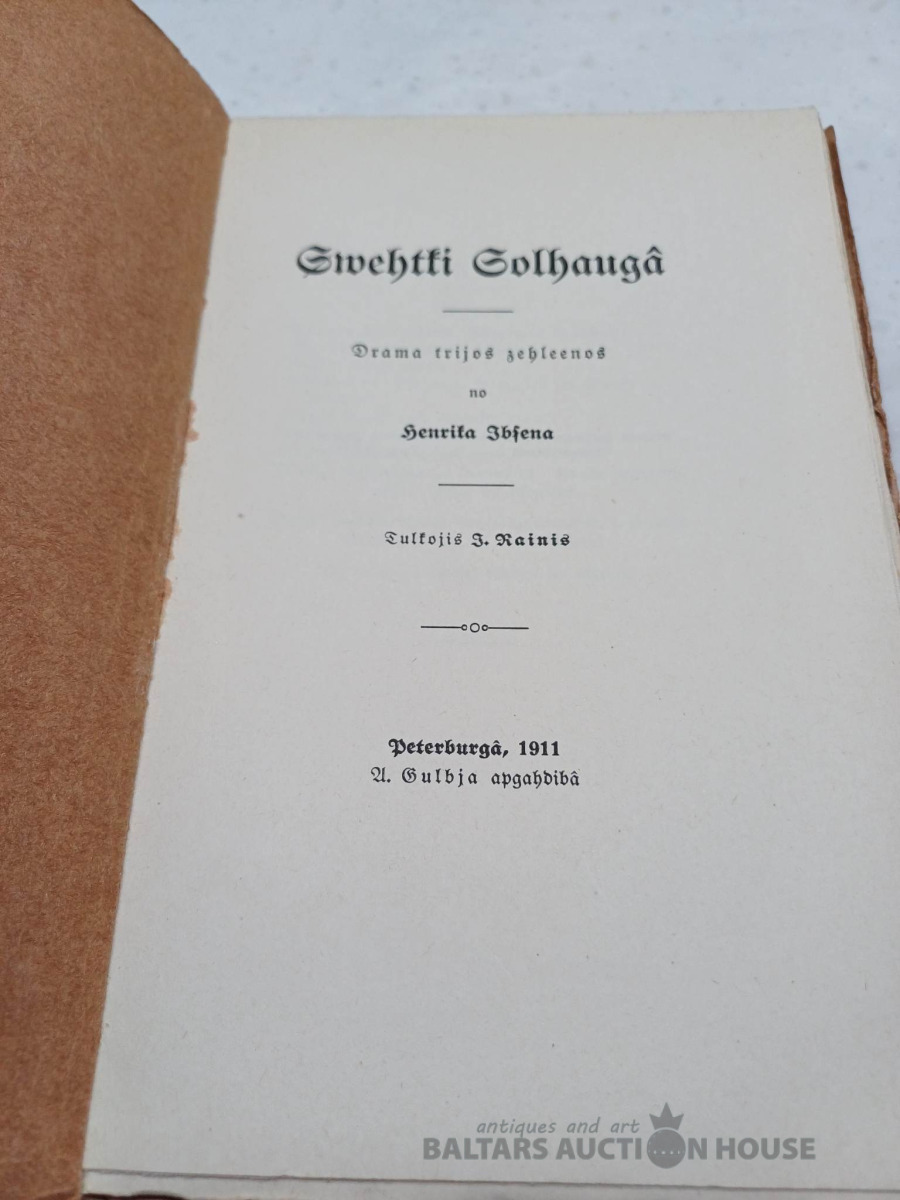 Swehtki Solhaugâ
Drama trijos zehleenos
no
Henrika Ibsena
Tulkojis J. Rainis
Peterburgâ, 1911
A. Gulbja apgahdibâ
antiques and art
BALTARS AUCTION HOUSE